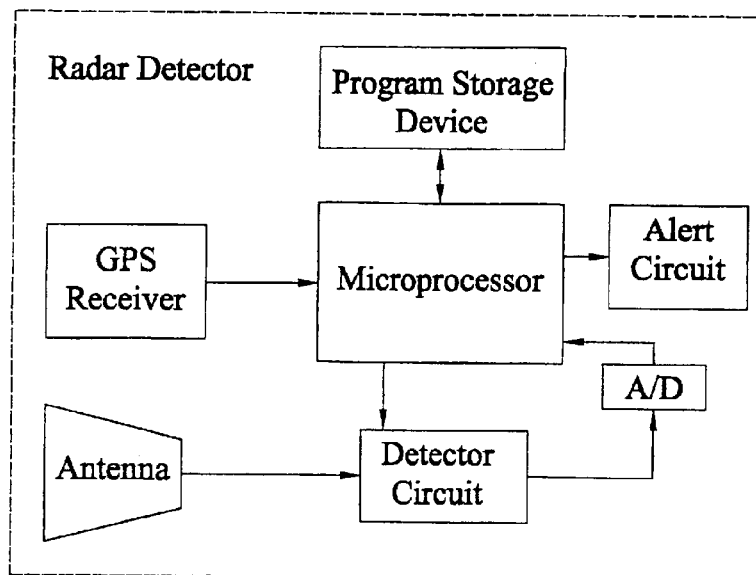 Radar Detector
Program Storage
Device
GPS
Receiver
Microprocessor
Alert
Circuit
A/D
Antenna
Detector
Circuit